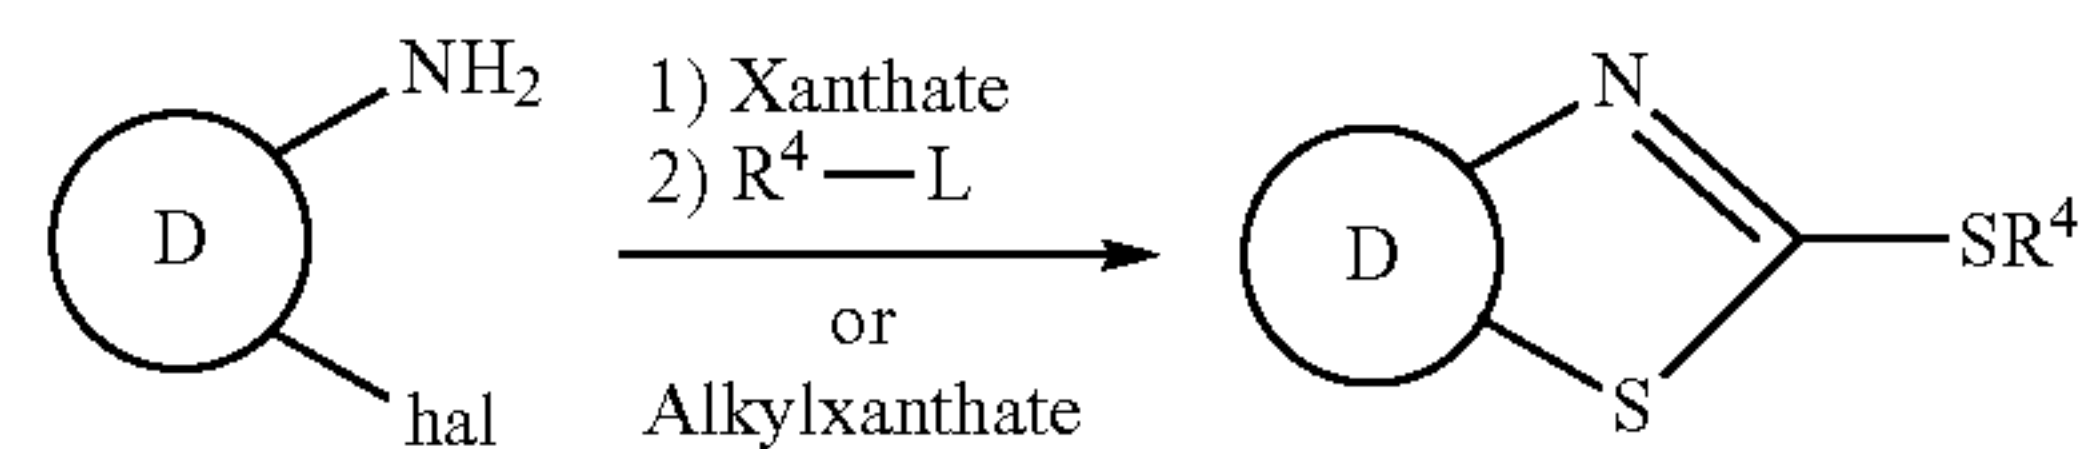 NH₂
D
hal
1) Xanthate
2) R⁴—L
or
Alkylxanthate
N
D
SR⁴
S